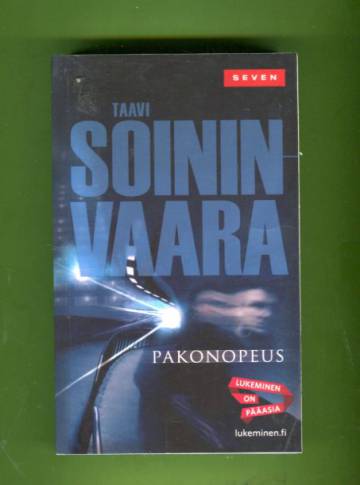 SEVEN
TAAVI
SOININ-
VAARA
PAKONOPEUS
LUKEMINEN
ON
PÄÄASIA
lukeminen.fi